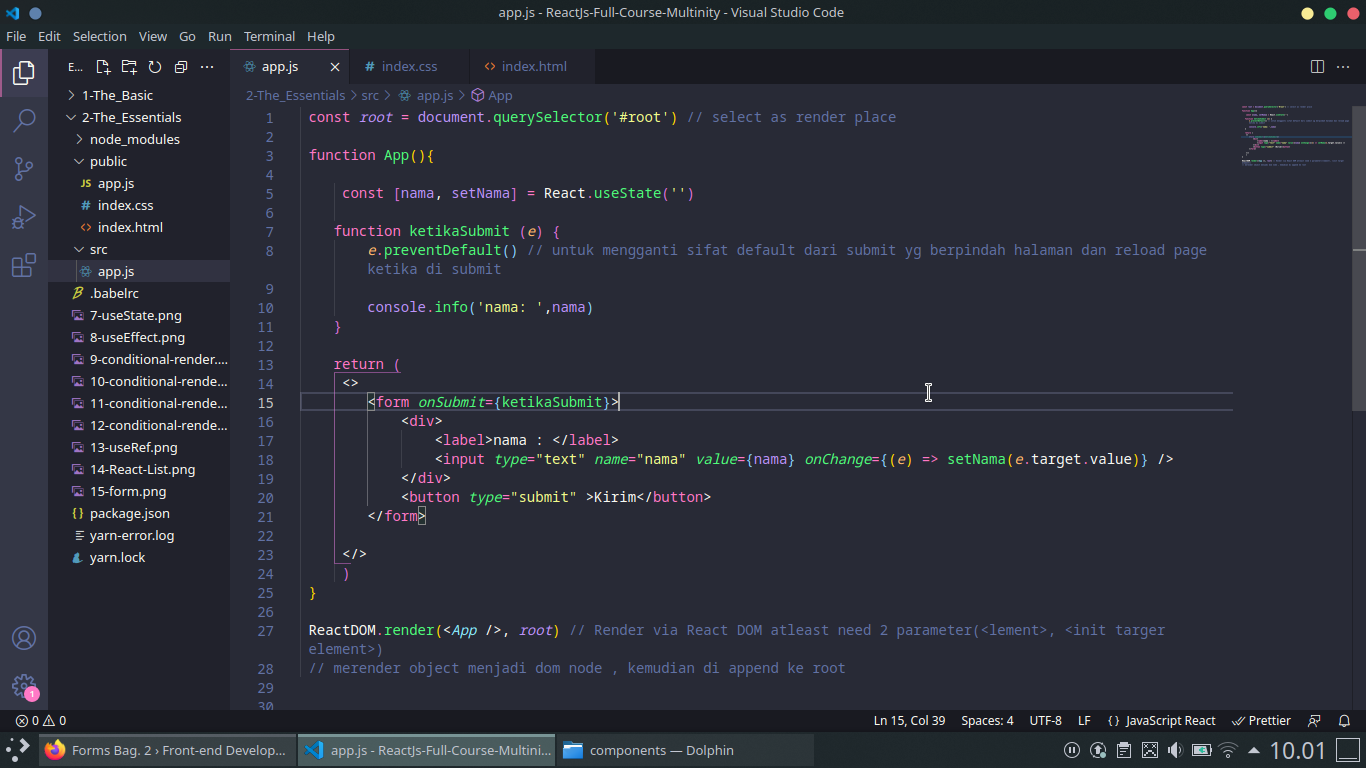 app.js - ReactJs-Full-Course-Multinity - Visual Studio Code
File Edit Selection View Go Run Terminal Help
E...
app.js
index.css
index.html
2-The_Essentials > src > app.js > App
1-The_Basic
2-The_Essentials
node_modules
public
JS app.js
# index.css
<> index.html
src
app.js
.babelrc
7-useState.png
8-useEffect.png
9-conditional-render....
10-conditional-rende...
11-conditional-rende...
12-conditional-rende...
13-useRef.png
14-React-List.png
15-form.png
{} package.json
yarn-error.log
yarn.lock
1
1 const root = document.querySelector('#root') // select as render place
2
3 function App(){
4
5 const [nama, setNama] = React.useState('')
6
7 function ketikaSubmit (e) {
8 e.preventDefault() // untuk mengganti sifat default dari submit yg berpindah halaman dan reload page
ketika di submit
9
10 console.info('nama: ',nama)
11 }
12
13 return (
14 <>
15 <form onSubmit={ketikaSubmit}>
16 <div>
17 <label>nama : </label>
18 <input type="text" name="nama" value={nama} onChange={(e) => setNama(e.target.value)} />
19 </div>
20 <button type="submit" >Kirim</button>
21 </form>
22
23 </>
24 )
25 }
26
27 ReactDOM.render(<App />, root) // Render via React DOM atleast need 2 parameter(<lement>, <init targer
element>)
28 // merender object menjadi dom node , kemudian di append ke root
29
30
0 0 Ln 15, Col 39 Spaces: 4 UTF-8 LF {} JavaScript React Prettier
Forms Bag. 2 › Front-end Develop... app.js - ReactJs-Full-Course-Multini... components — Dolphin 10.01